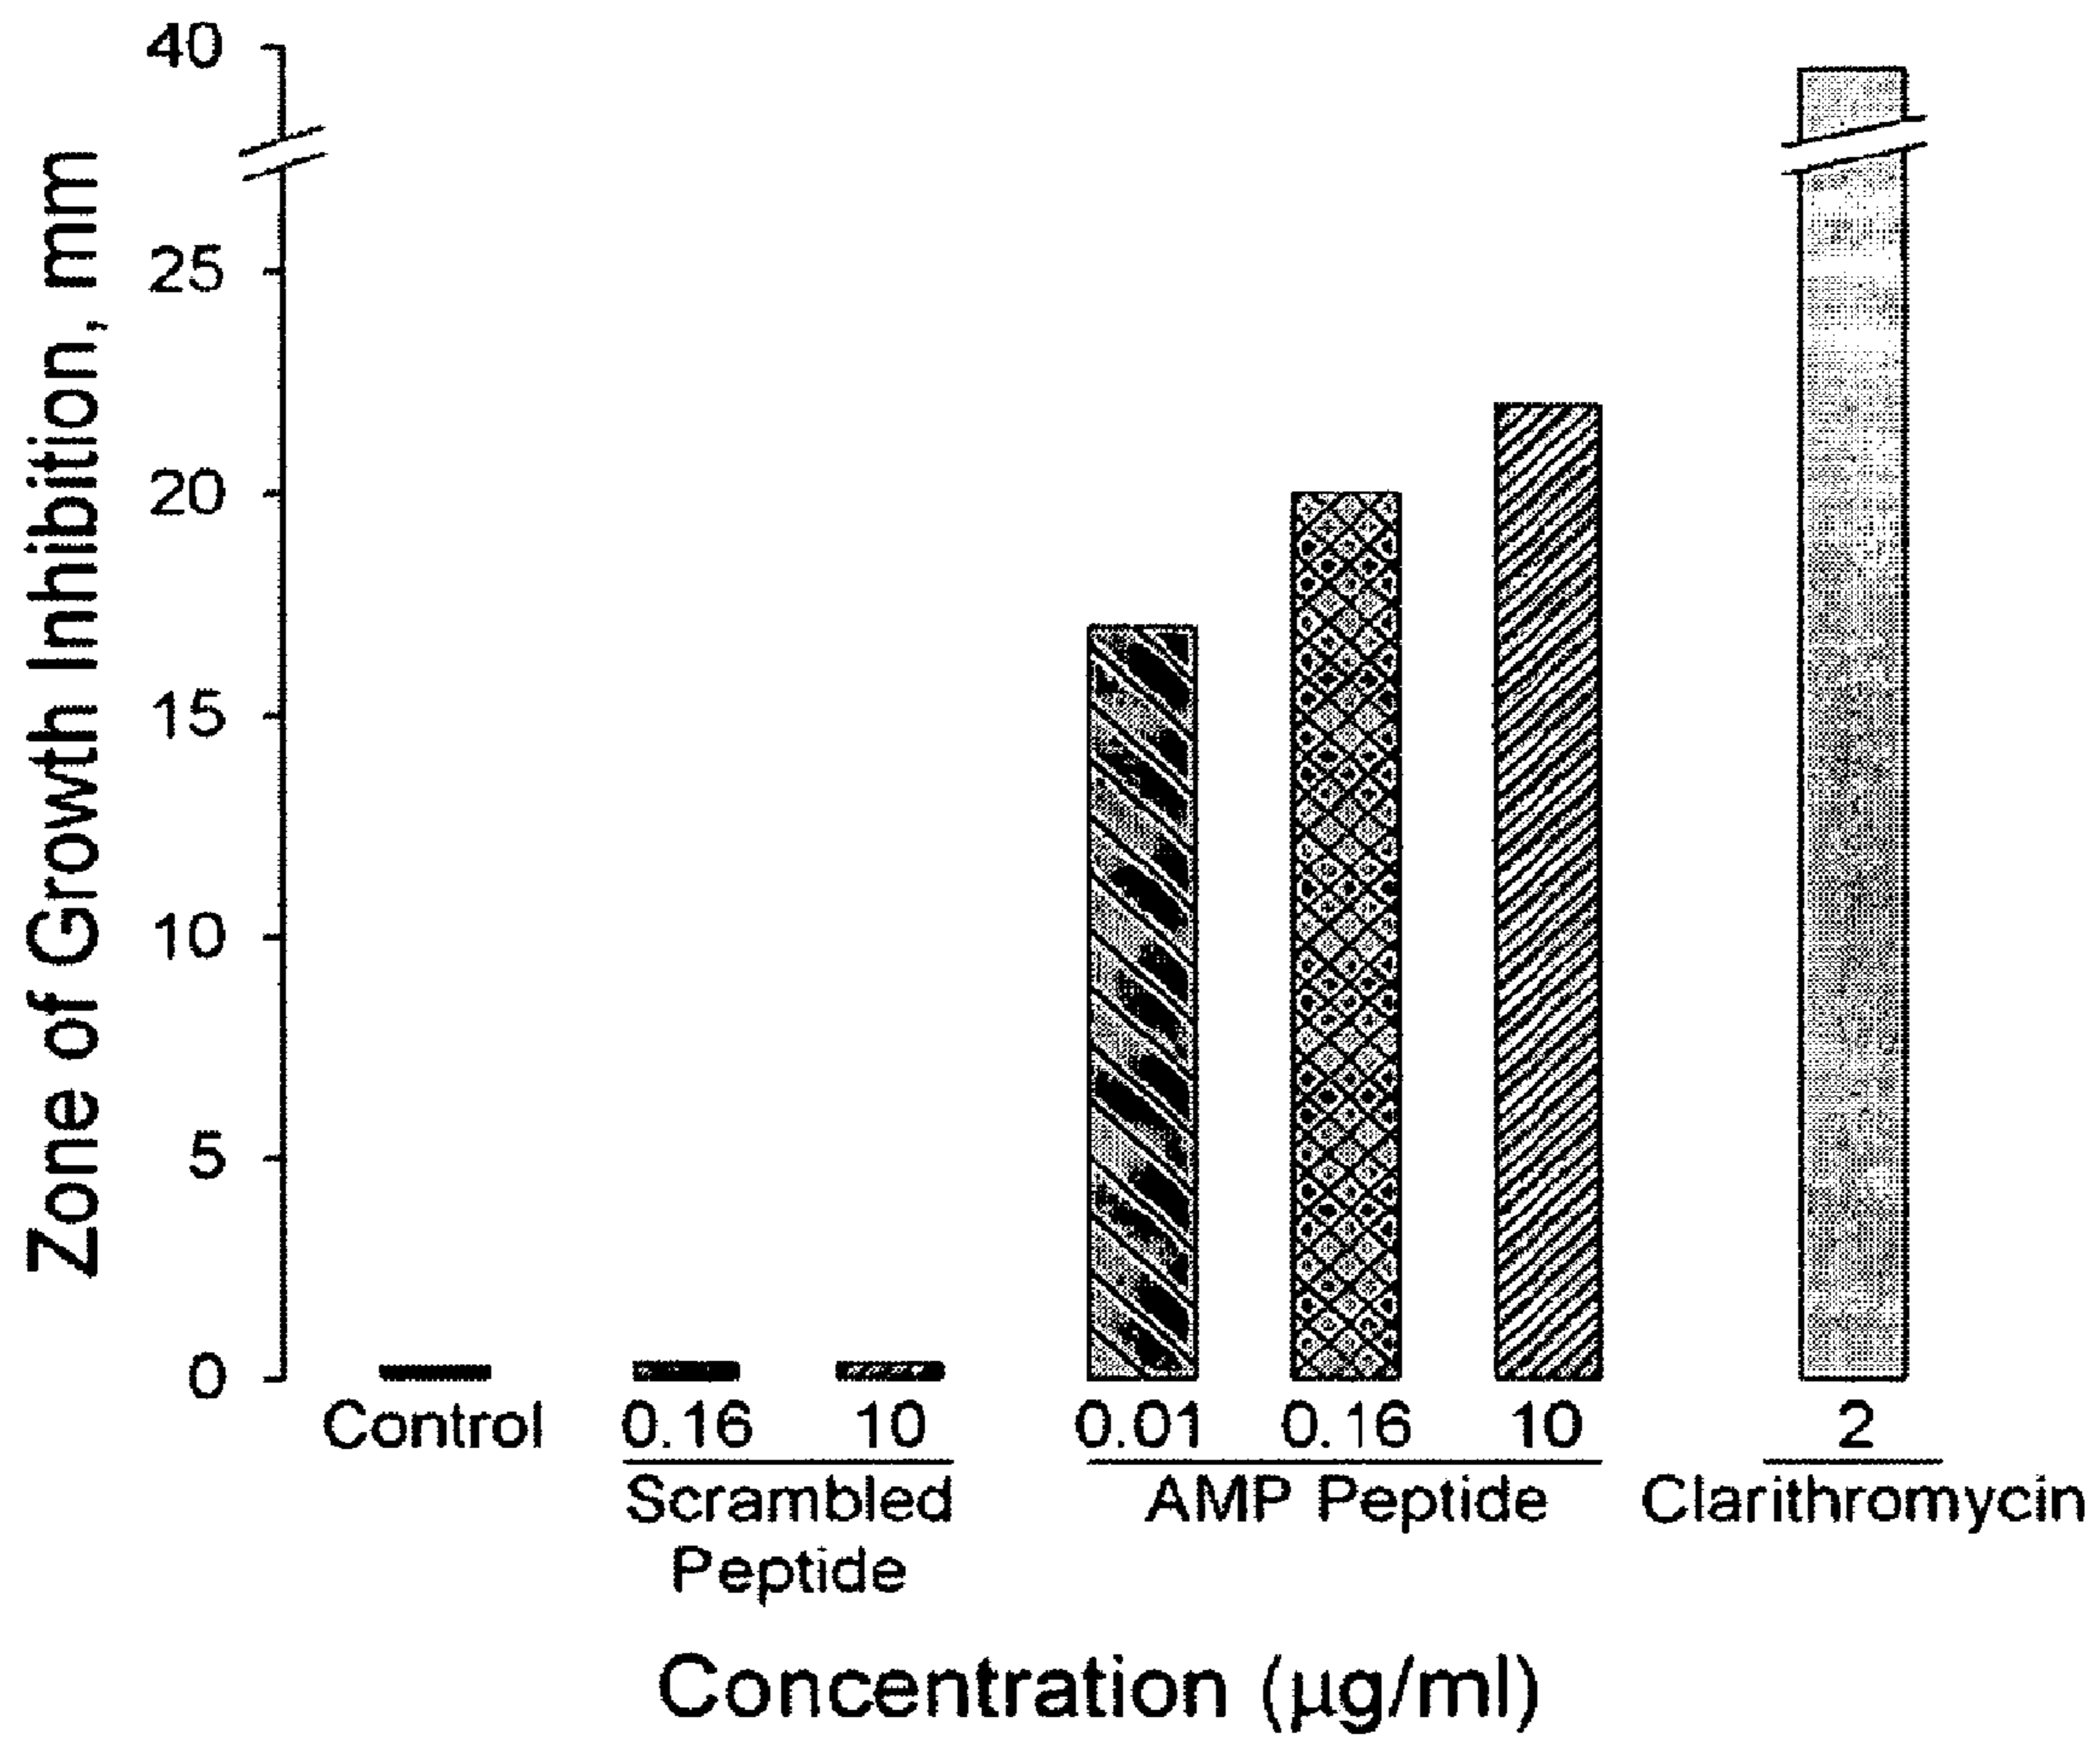 Zone of Growth Inhibition, mm
40
25
20
15
10
5
0
Control
0.16 10
Scrambled
Peptide
0.01 0.16 10
AMP Peptide
2
Clarithromycin
Concentration (µg/ml)